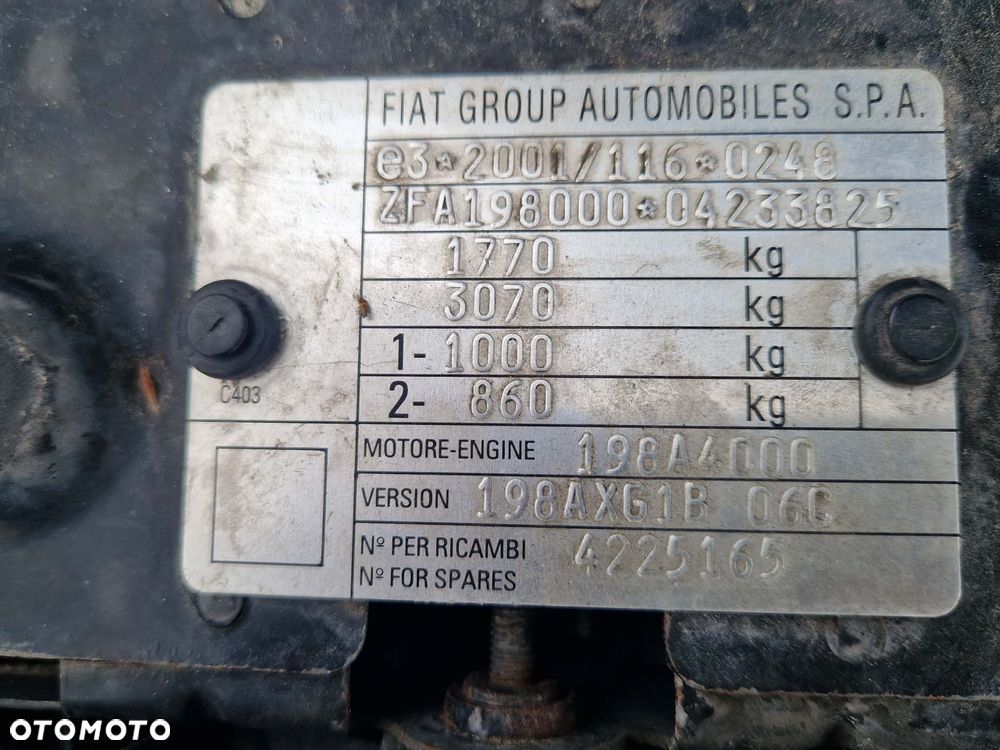 FIAT GROUP AUTOMOBILES S.P.A.
e3*2001/116*0248
ZFA198000*04233825
1770 kg
3070 kg
1- 1000 kg
2- 860 kg
C403
MOTORE-ENGINE 198A4000
VERSION 198AXG1B 06C
Nº PER RICAMBI 4225165
Nº FOR SPARES
OTOMOTO